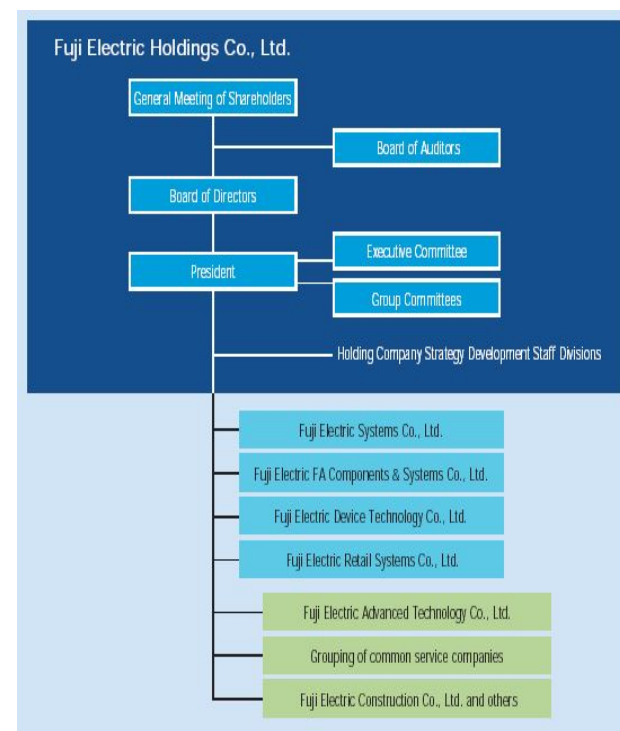 Fuji Electric Holdings Co., Ltd.
General Meeting of Shareholders
Board of Auditors
Board of Directors
Executive Committee
President
Group Committees
Holding Company Strategy Development Staff Divisions
Fuji Electric Systems Co., Ltd.
Fuji Electric FA Components & Systems Co., Ltd.
Fuji Electric Device Technology Co., Ltd.
Fuji Electric Retail Systems Co., Ltd.
Fuji Electric Advanced Technology Co., Ltd.
Grouping of common service companies
Fuji Electric Construction Co., Ltd. and others